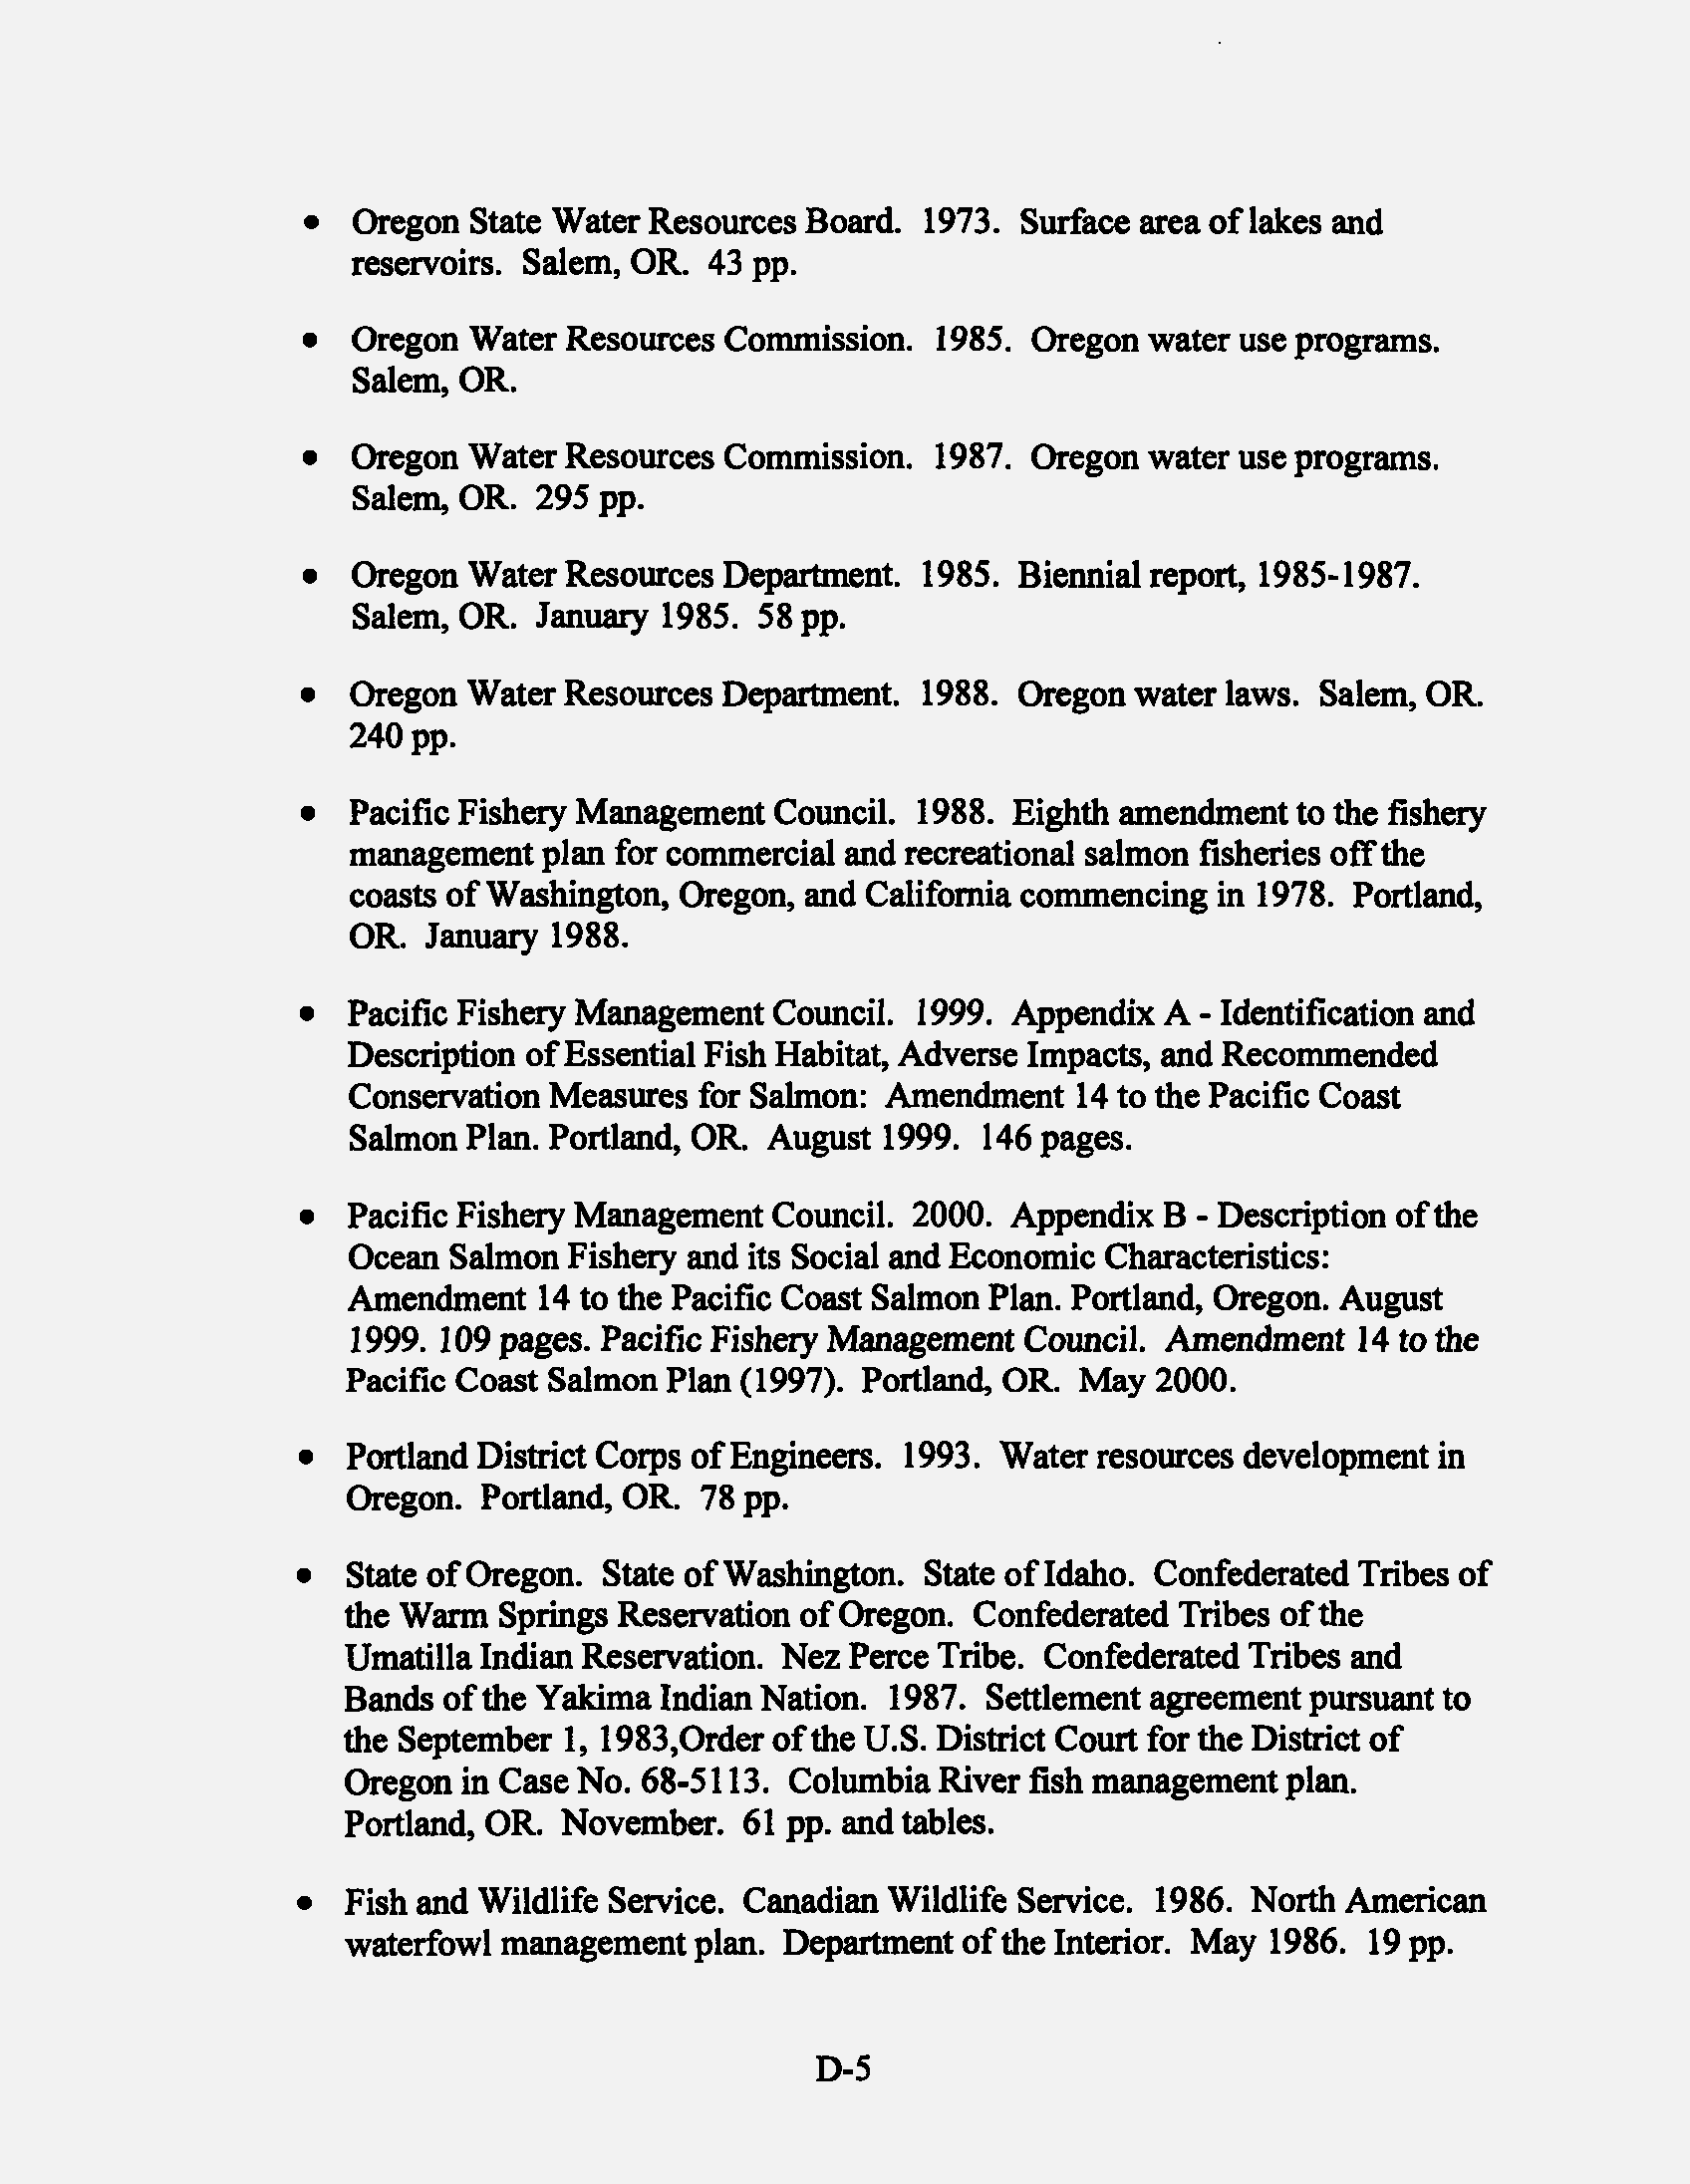 • Oregon State Water Resources Board. 1973. Surface area of lakes and
reservoirs. Salem, OR. 43 pp.
• Oregon Water Resources Commission. 1985. Oregon water use programs.
Salem, OR.
• Oregon Water Resources Commission. 1987. Oregon water use programs.
Salem, OR. 295 pp.
• Oregon Water Resources Department. 1985. Biennial report, 1985-1987.
Salem, OR. January 1985. 58 pp.
• Oregon Water Resources Department. 1988. Oregon water laws. Salem, OR.
240 pp.
• Pacific Fishery Management Council. 1988. Eighth amendment to the fishery
management plan for commercial and recreational salmon fisheries off the
coasts of Washington, Oregon, and California commencing in 1978. Portland,
OR. January 1988.
• Pacific Fishery Management Council. 1999. Appendix A - Identification and
Description of Essential Fish Habitat, Adverse Impacts, and Recommended
Conservation Measures for Salmon: Amendment 14 to the Pacific Coast
Salmon Plan. Portland, OR. August 1999. 146 pages.
• Pacific Fishery Management Council. 2000. Appendix B - Description of the
Ocean Salmon Fishery and its Social and Economic Characteristics:
Amendment 14 to the Pacific Coast Salmon Plan. Portland, Oregon. August
1999. 109 pages. Pacific Fishery Management Council. Amendment 14 to the
Pacific Coast Salmon Plan (1997). Portland, OR. May 2000.
• Portland District Corps of Engineers. 1993. Water resources development in
Oregon. Portland, OR. 78 pp.
• State of Oregon. State of Washington. State of Idaho. Confederated Tribes of
the Warm Springs Reservation of Oregon. Confederated Tribes of the
Umatilla Indian Reservation. Nez Perce Tribe. Confederated Tribes and
Bands of the Yakima Indian Nation. 1987. Settlement agreement pursuant to
the September 1, 1983,Order of the U.S. District Court for the District of
Oregon in Case No. 68-5113. Columbia River fish management plan.
Portland, OR. November. 61 pp. and tables.
• Fish and Wildlife Service. Canadian Wildlife Service. 1986. North American
waterfowl management plan. Department of the Interior. May 1986. 19 pp.
D-5